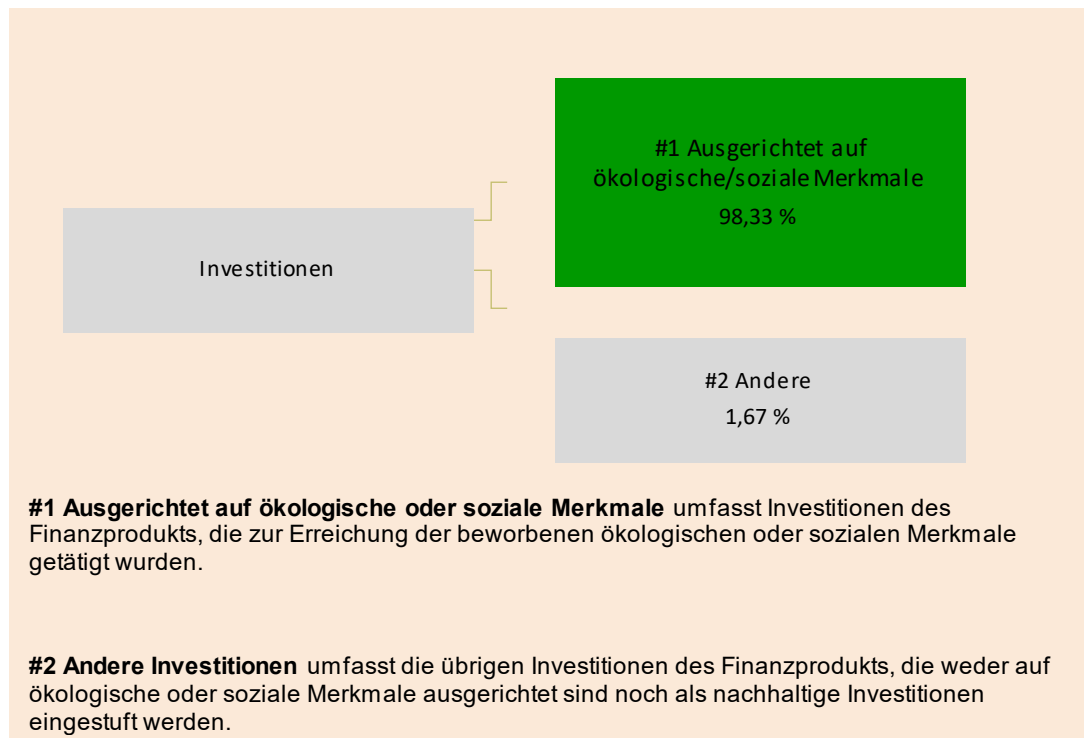 #1 Ausgerichtet auf
ökologische/soziale Merkmale
98,33 %
Investitionen
#2 Andere
1,67 %
#1 Ausgerichtet auf ökologische oder soziale Merkmale umfasst Investitionen des
Finanzprodukts, die zur Erreichung der beworbenen ökologischen oder sozialen Merkmale
getätigt wurden.
#2 Andere Investitionen umfasst die übrigen Investitionen des Finanzprodukts, die weder auf
ökologische oder soziale Merkmale ausgerichtet sind noch als nachhaltige Investitionen
eingestuft werden.